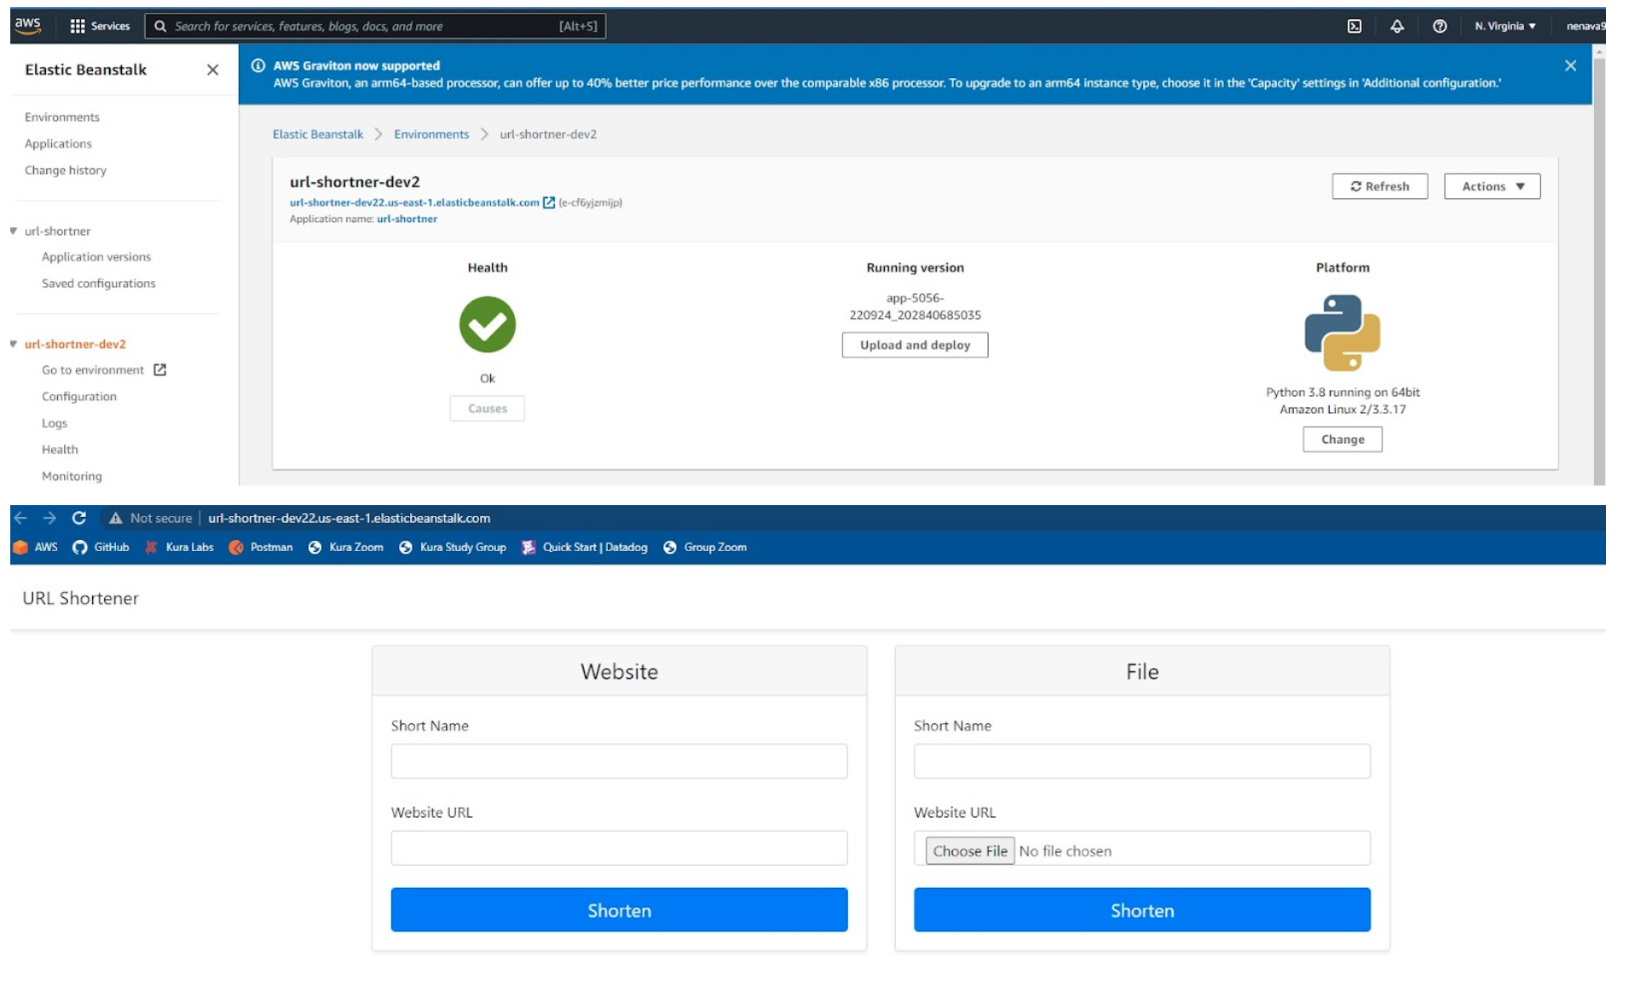 aws Services Search for services, features, blogs, docs, and more [Alt+S] N. Virginia ▼ nenava9
Elastic Beanstalk
Environments
Applications
Change history
url-shortner
Application versions
Saved configurations
url-shortner-dev2
Go to environment
Configuration
Logs
Health
Monitoring
AWS Graviton now supported
AWS Graviton, an arm64-based processor, can offer up to 40% better price performance over the comparable x86 processor. To upgrade to an arm64 instance type, choose it in the 'Capacity' settings in 'Additional configuration.'
Elastic Beanstalk > Environments > url-shortner-dev2
url-shortner-dev2
url-shortner-dev22.us-east-1.elasticbeanstalk.com (e-cf6yjzmijp)
Application name: url-shortner
Refresh
Actions ▼
Health
Ok
Causes
Running version
app-5056-
220924_202840685035
Upload and deploy
Platform
Python 3.8 running on 64bit
Amazon Linux 2/3.3.17
Change
Not secure | url-shortner-dev22.us-east-1.elasticbeanstalk.com
AWS GitHub Kura Labs Postman Kura Zoom Kura Study Group Quick Start | Datadog Group Zoom
URL Shortener
Website
Short Name
Website URL
Shorten
File
Short Name
Website URL
Choose File No file chosen
Shorten